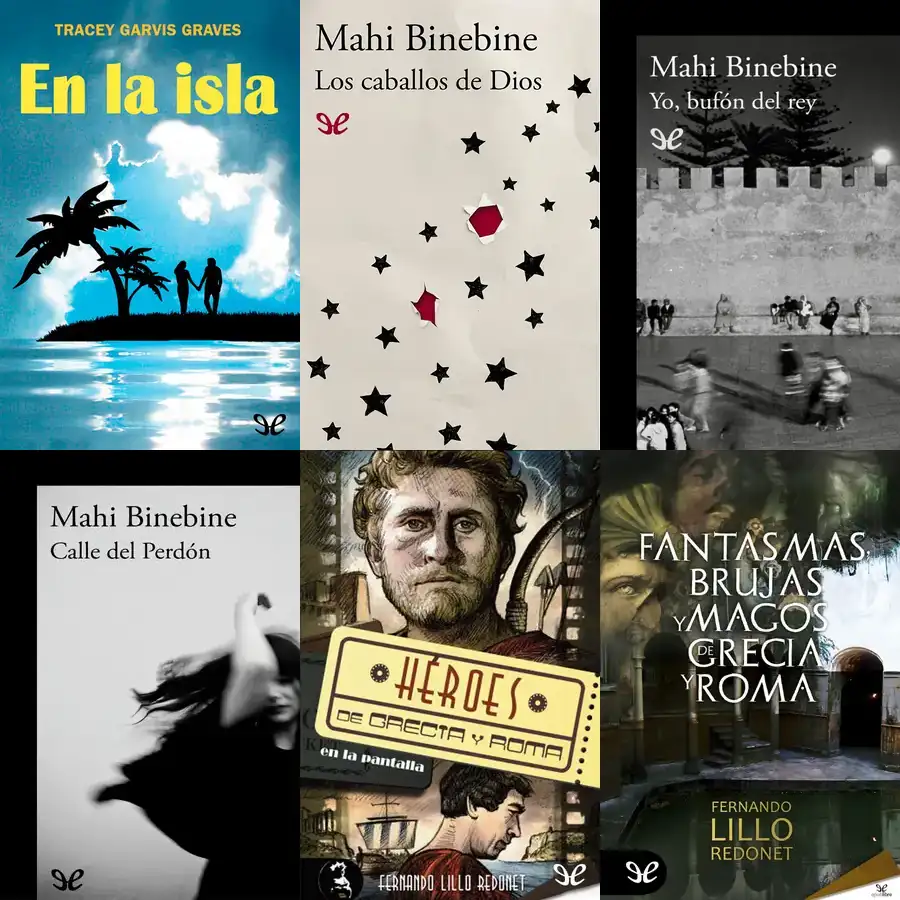 TRACEY GARVIS GRAVES
En la isla
Mahi Binebine
Los caballos de Dios
Mahi Binebine
Yo, bufón del rey
Mahi Binebine
Calle del Perdón
HÉROES
DE GRECIA Y ROMA
en la pantalla
FERNANDO LILLO REDONET
FANTASMAS,
BRUJAS
Y MAGOS
DE GRECIA
Y ROMA
FERNANDO
LILLO
REDONET